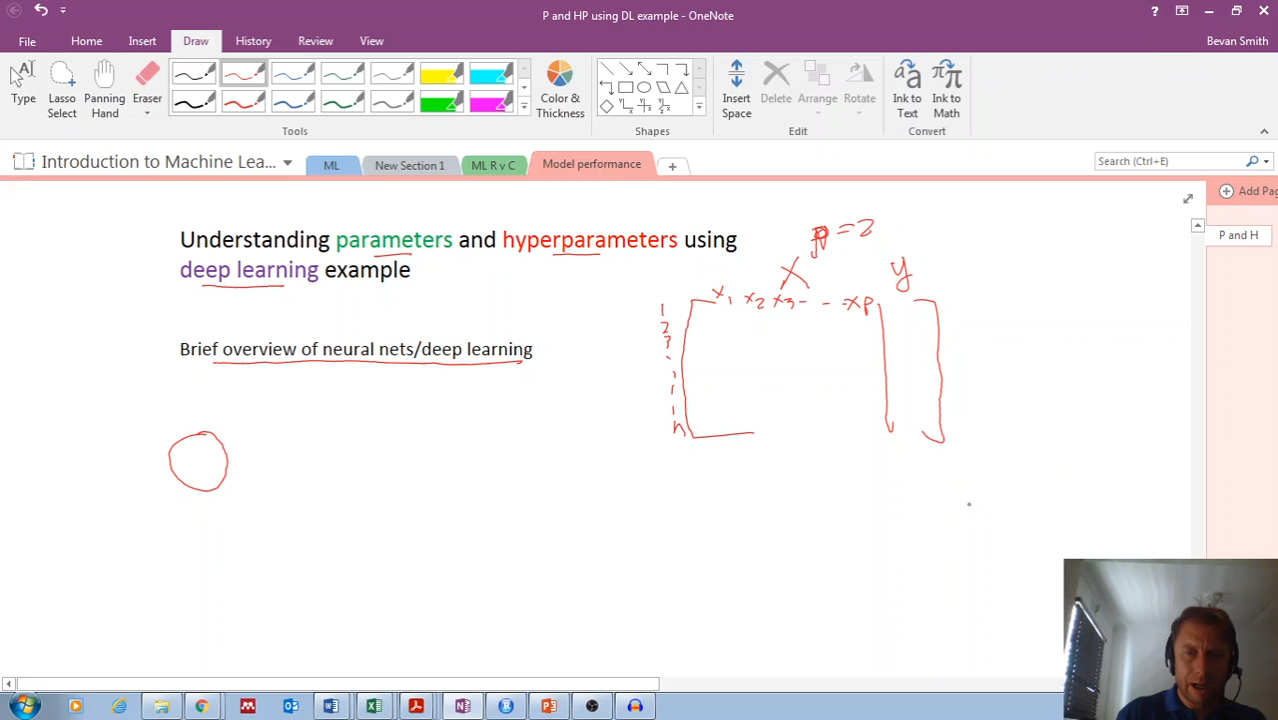 P and HP using DL example - OneNote
?
File Home Insert Draw History Review View
Bevan Smith
Type Lasso Select Panning Hand Eraser
Color & Thickness
Insert Space Delete Arrange Rotate Ink to Text Ink to Math
Tools Shapes Edit Convert
Introduction to Machine Lea... ML New Section 1 ML R v C Model performance
Search (Ctrl+E)
Add Pag
P and H
Understanding parameters and hyperparameters using
deep learning example
p = 2
X y
x1 x2 x3 - - - xp
1
2
3
n
Brief overview of neural nets/deep learning